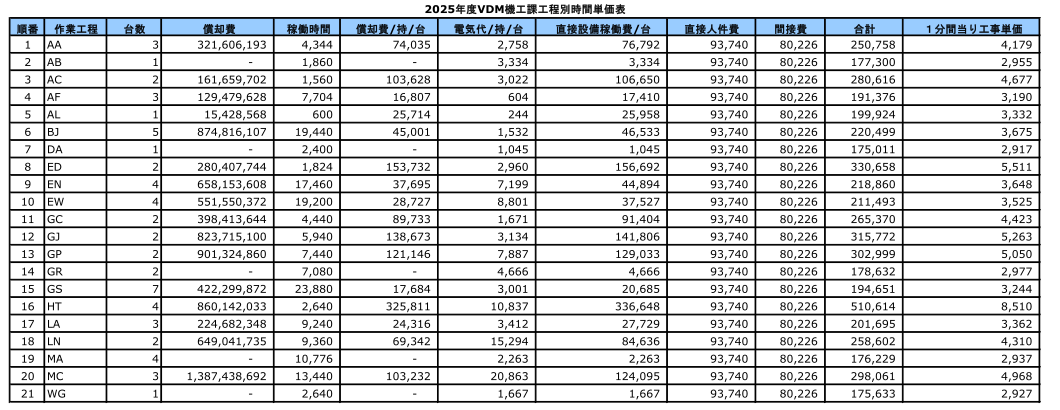 2025年度VDM機工課工程別時間単価表
順番 作業工程 台数 償却費 稼働時間 償却費/持/台 電気代/持/台 直接設備稼働費/台 直接人件費 間接費 合計 1分間当り工事単価
1 AA 3 321,606,193 4,344 74,035 2,758 76,792 93,740 80,226 250,758 4,179
2 AB 1 - 1,860 - 3,334 3,334 93,740 80,226 177,300 2,955
3 AC 2 161,659,702 1,560 103,628 3,022 106,650 93,740 80,226 280,616 4,677
4 AF 3 129,479,628 7,704 16,807 604 17,410 93,740 80,226 191,376 3,190
5 AL 1 15,428,568 600 25,714 244 25,958 93,740 80,226 199,924 3,332
6 BJ 5 874,816,107 19,440 45,001 1,532 46,533 93,740 80,226 220,499 3,675
7 DA 1 - 2,400 - 1,045 1,045 93,740 80,226 175,011 2,917
8 ED 2 280,407,744 1,824 153,732 2,960 156,692 93,740 80,226 330,658 5,511
9 EN 4 658,153,608 17,460 37,695 7,199 44,894 93,740 80,226 218,860 3,648
10 EW 4 551,550,372 19,200 28,727 8,801 37,527 93,740 80,226 211,493 3,525
11 GC 2 398,413,644 4,440 89,733 1,671 91,404 93,740 80,226 265,370 4,423
12 GJ 2 823,715,100 5,940 138,673 3,134 141,806 93,740 80,226 315,772 5,263
13 GP 2 901,324,860 7,440 121,146 7,887 129,033 93,740 80,226 302,999 5,050
14 GR 2 - 7,080 - 4,666 4,666 93,740 80,226 178,632 2,977
15 GS 7 422,299,872 23,880 17,684 3,001 20,685 93,740 80,226 194,651 3,244
16 HT 4 860,142,033 2,640 325,811 10,837 336,648 93,740 80,226 510,614 8,510
17 LA 3 224,682,348 9,240 24,316 3,412 27,729 93,740 80,226 201,695 3,362
18 LN 2 649,041,735 9,360 69,342 15,294 84,636 93,740 80,226 258,602 4,310
19 MA 4 - 10,776 - 2,263 2,263 93,740 80,226 176,229 2,937
20 MC 3 1,387,438,692 13,440 103,232 20,863 124,095 93,740 80,226 298,061 4,968
21 WG 1 - 2,640 - 1,667 1,667 93,740 80,226 175,633 2,927